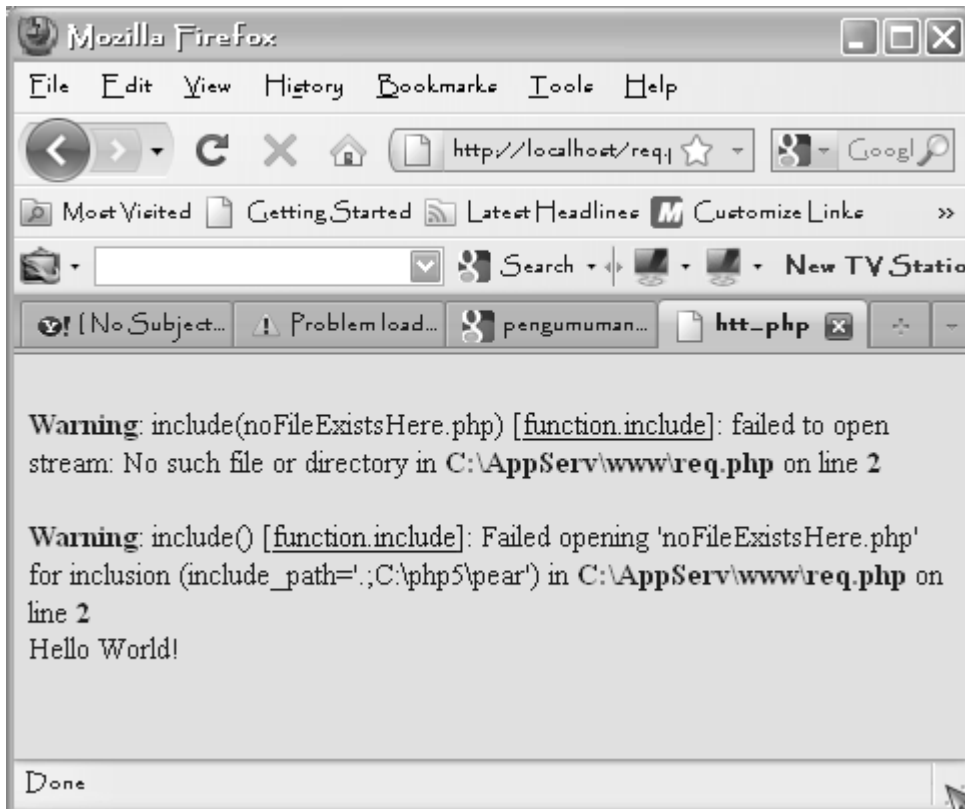 Mozilla Firefox
File Edit View History Bookmarks Tools Help
http://localhost/req.p Googl
Most Visited Getting Started Latest Headlines Customize Links »
Search New TV Statio
(No Subject... Problem load... pengumuman... htt_php
Warning: include(noFileExistsHere.php) [function.include]: failed to open
stream: No such file or directory in C:\AppServ\www\req.php on line 2
Warning: include() [function.include]: Failed opening 'noFileExistsHere.php'
for inclusion (include_path='.;C:\php5\pear') in C:\AppServ\www\req.php on
line 2
Hello World!
Done